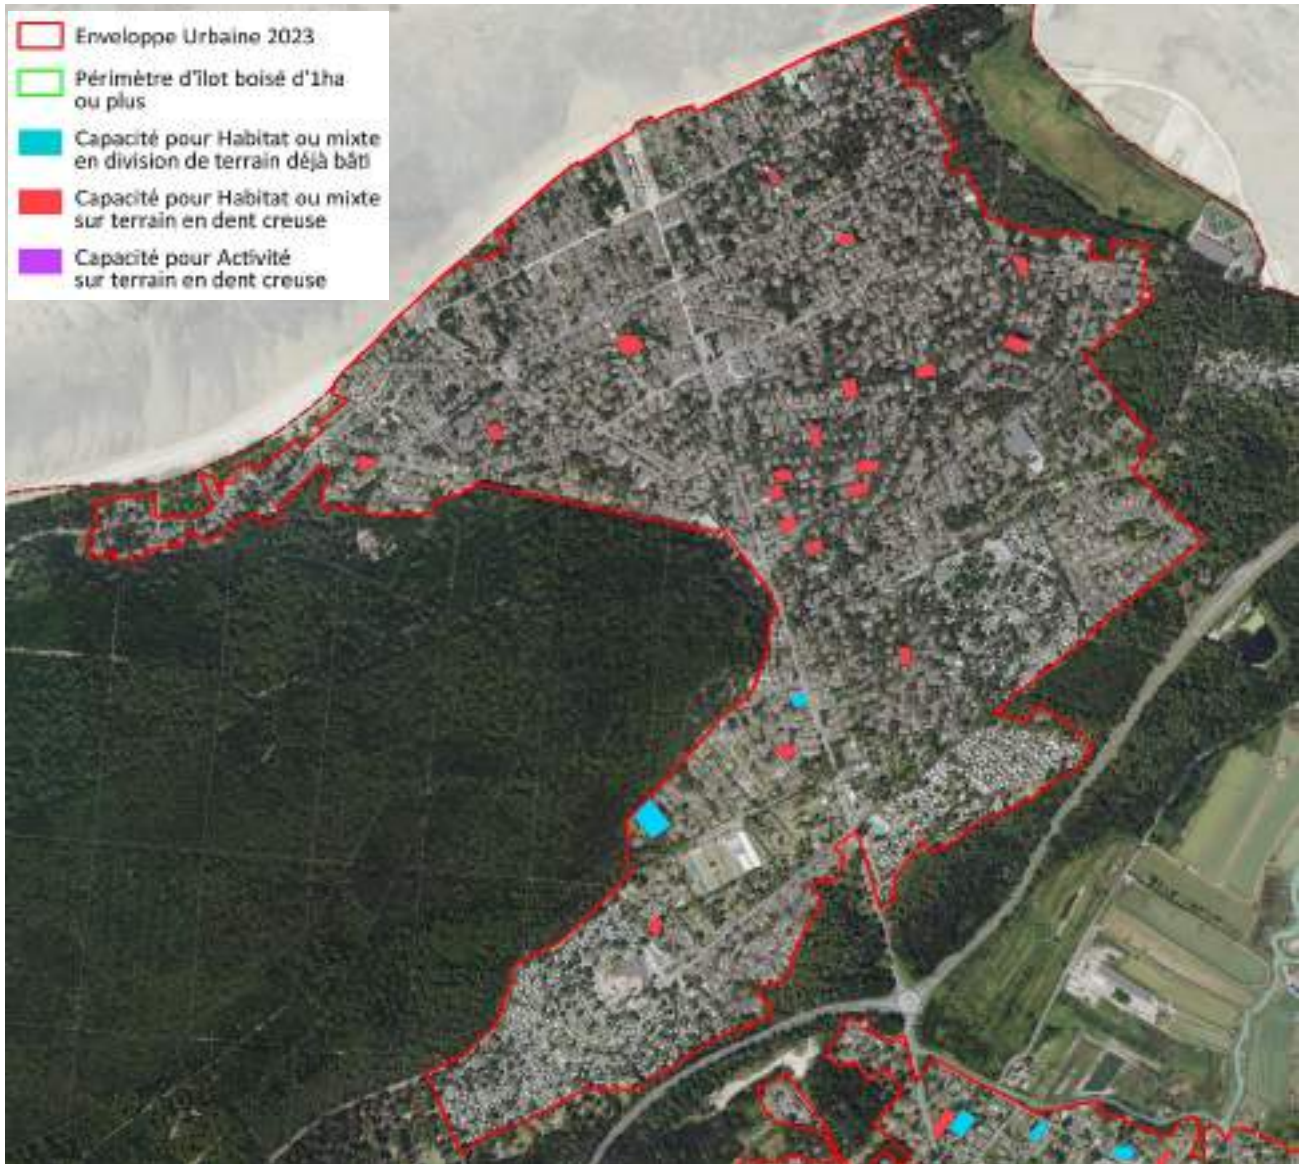 Enveloppe Urbaine 2023
Périmètre d'îlot boisé d'1ha
ou plus
Capacité pour Habitat ou mixte
en division de terrain déjà bâti
Capacité pour Habitat ou mixte
sur terrain en dent creuse
Capacité pour Activité
sur terrain en dent creuse